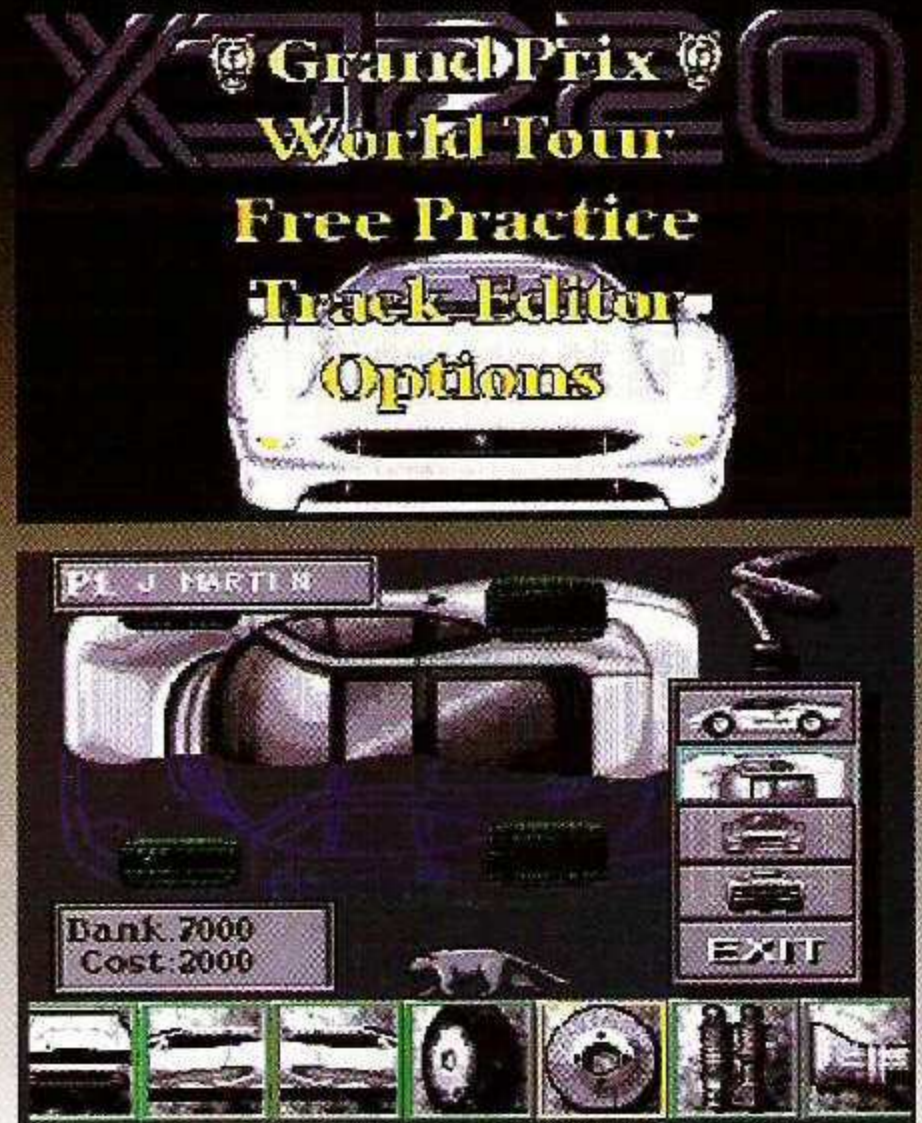 XJ220
Grand Prix
World Tour
Free Practice
Track Editor
Options
P1 J MARTIN
Bank:7000
Cost:2000
EXIT